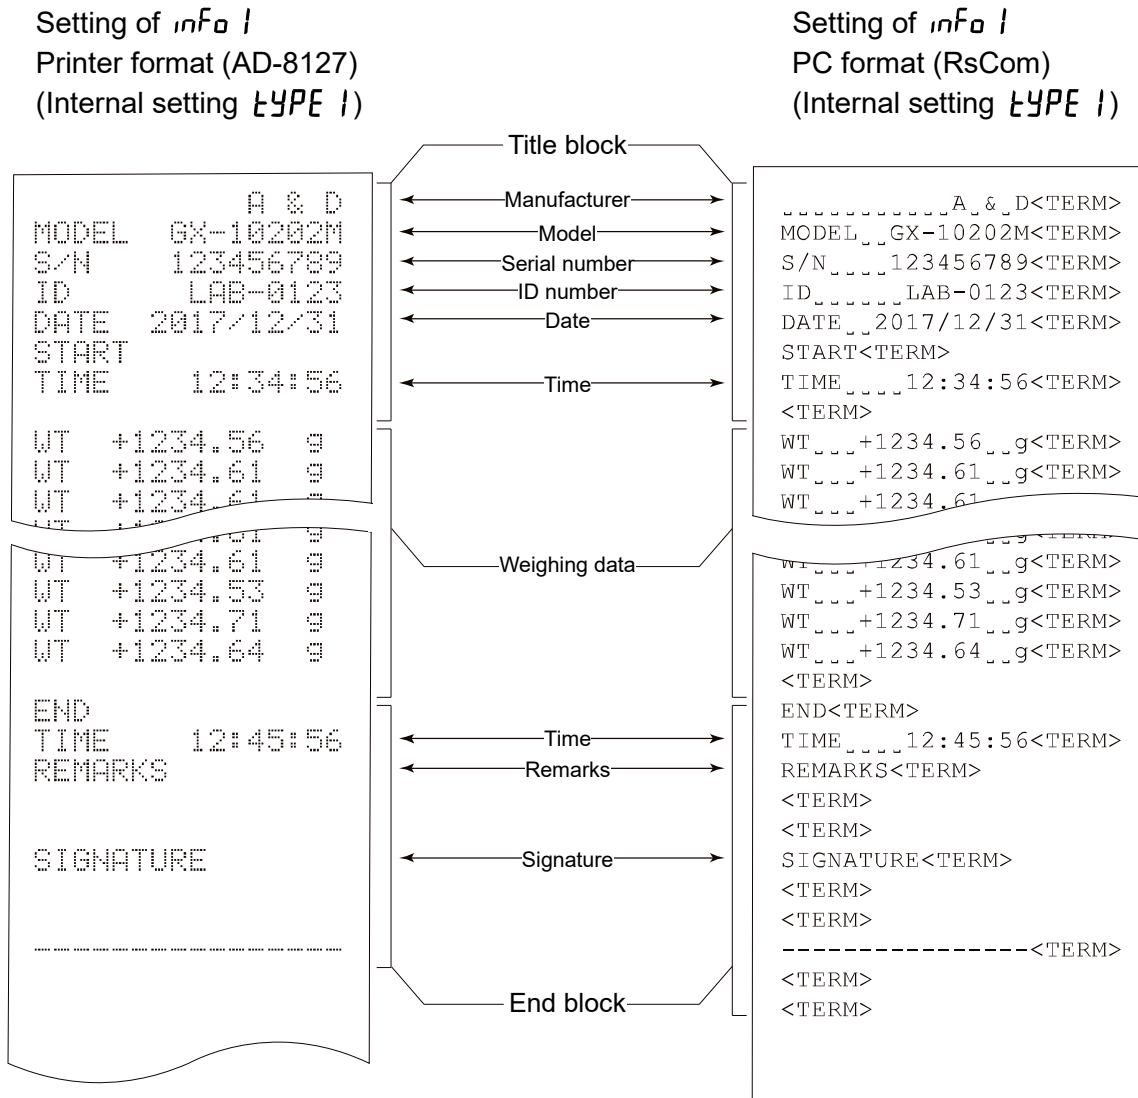 Setting of inFo 1
Printer format (AD-8127)
(Internal setting tYPE 1)
A & D
MODEL GX-10202M
S/N 123456789
ID LAB-0123
DATE 2017/12/31
START
TIME 12:34:56
WT +1234.56 g
WT +1234.61 g
WT +1234.61 g
WT +1234.61 g
WT +1234.53 g
WT +1234.71 g
WT +1234.64 g
END
TIME 12:45:56
REMARKS
SIGNATURE
----------------
Title block
Manufacturer
Model
Serial number
ID number
Date
Time
Weighing data
Time
Remarks
Signature
End block
Setting of inFo 1
PC format (RsCom)
(Internal setting tYPE 1)
␣␣␣␣␣␣␣␣␣␣␣A␣&␣D<TERM>
MODEL␣␣GX-10202M<TERM>
S/N␣␣␣␣123456789<TERM>
ID␣␣␣␣␣␣LAB-0123<TERM>
DATE␣␣2017/12/31<TERM>
START<TERM>
TIME␣␣␣␣12:34:56<TERM>
<TERM>
WT␣␣␣+1234.56␣␣g<TERM>
WT␣␣␣+1234.61␣␣g<TERM>
WT␣␣␣+1234.61
WT␣␣␣+1234.61␣␣g<TERM>
WT␣␣␣+1234.53␣␣g<TERM>
WT␣␣␣+1234.71␣␣g<TERM>
WT␣␣␣+1234.64␣␣g<TERM>
<TERM>
END<TERM>
TIME␣␣␣␣12:45:56<TERM>
REMARKS<TERM>
<TERM>
<TERM>
SIGNATURE<TERM>
<TERM>
<TERM>
----------------<TERM>
<TERM>
<TERM>